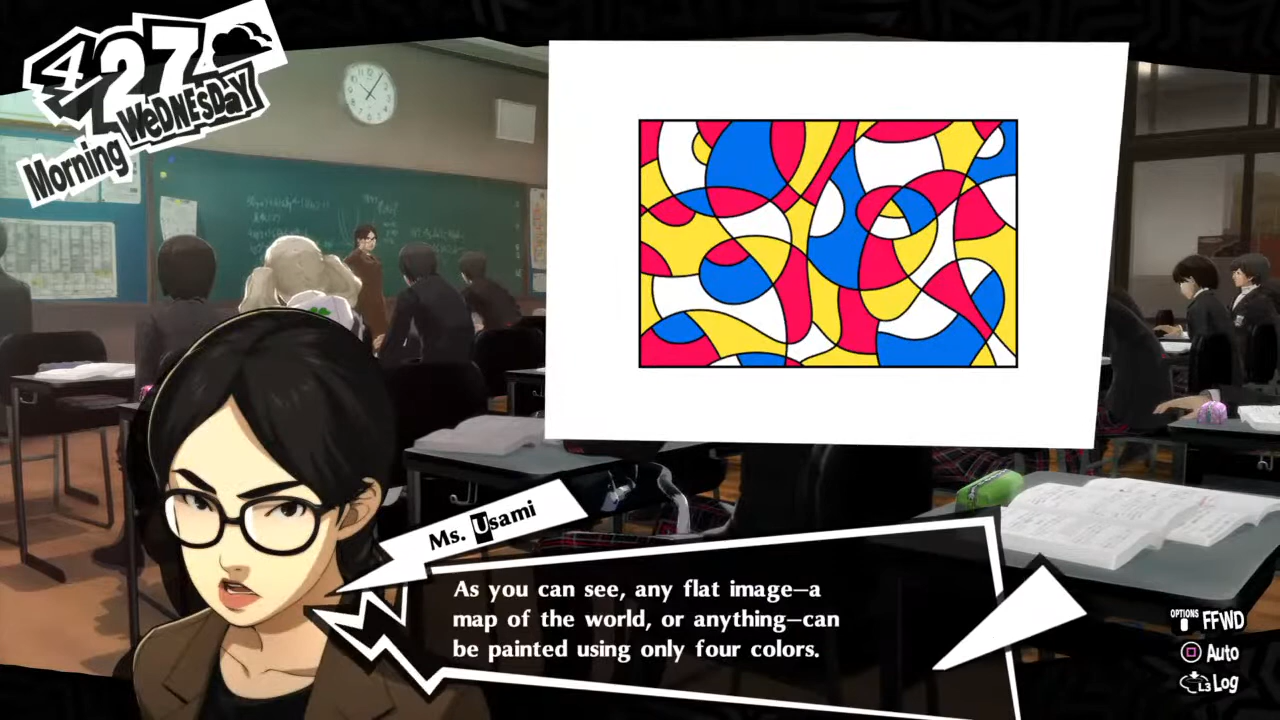 4 27
WEDNESDAY
Morning
Ms. Usami
As you can see, any flat image—a
map of the world, or anything—can
be painted using only four colors.
OPTIONS FFWD
Auto
L3 Log